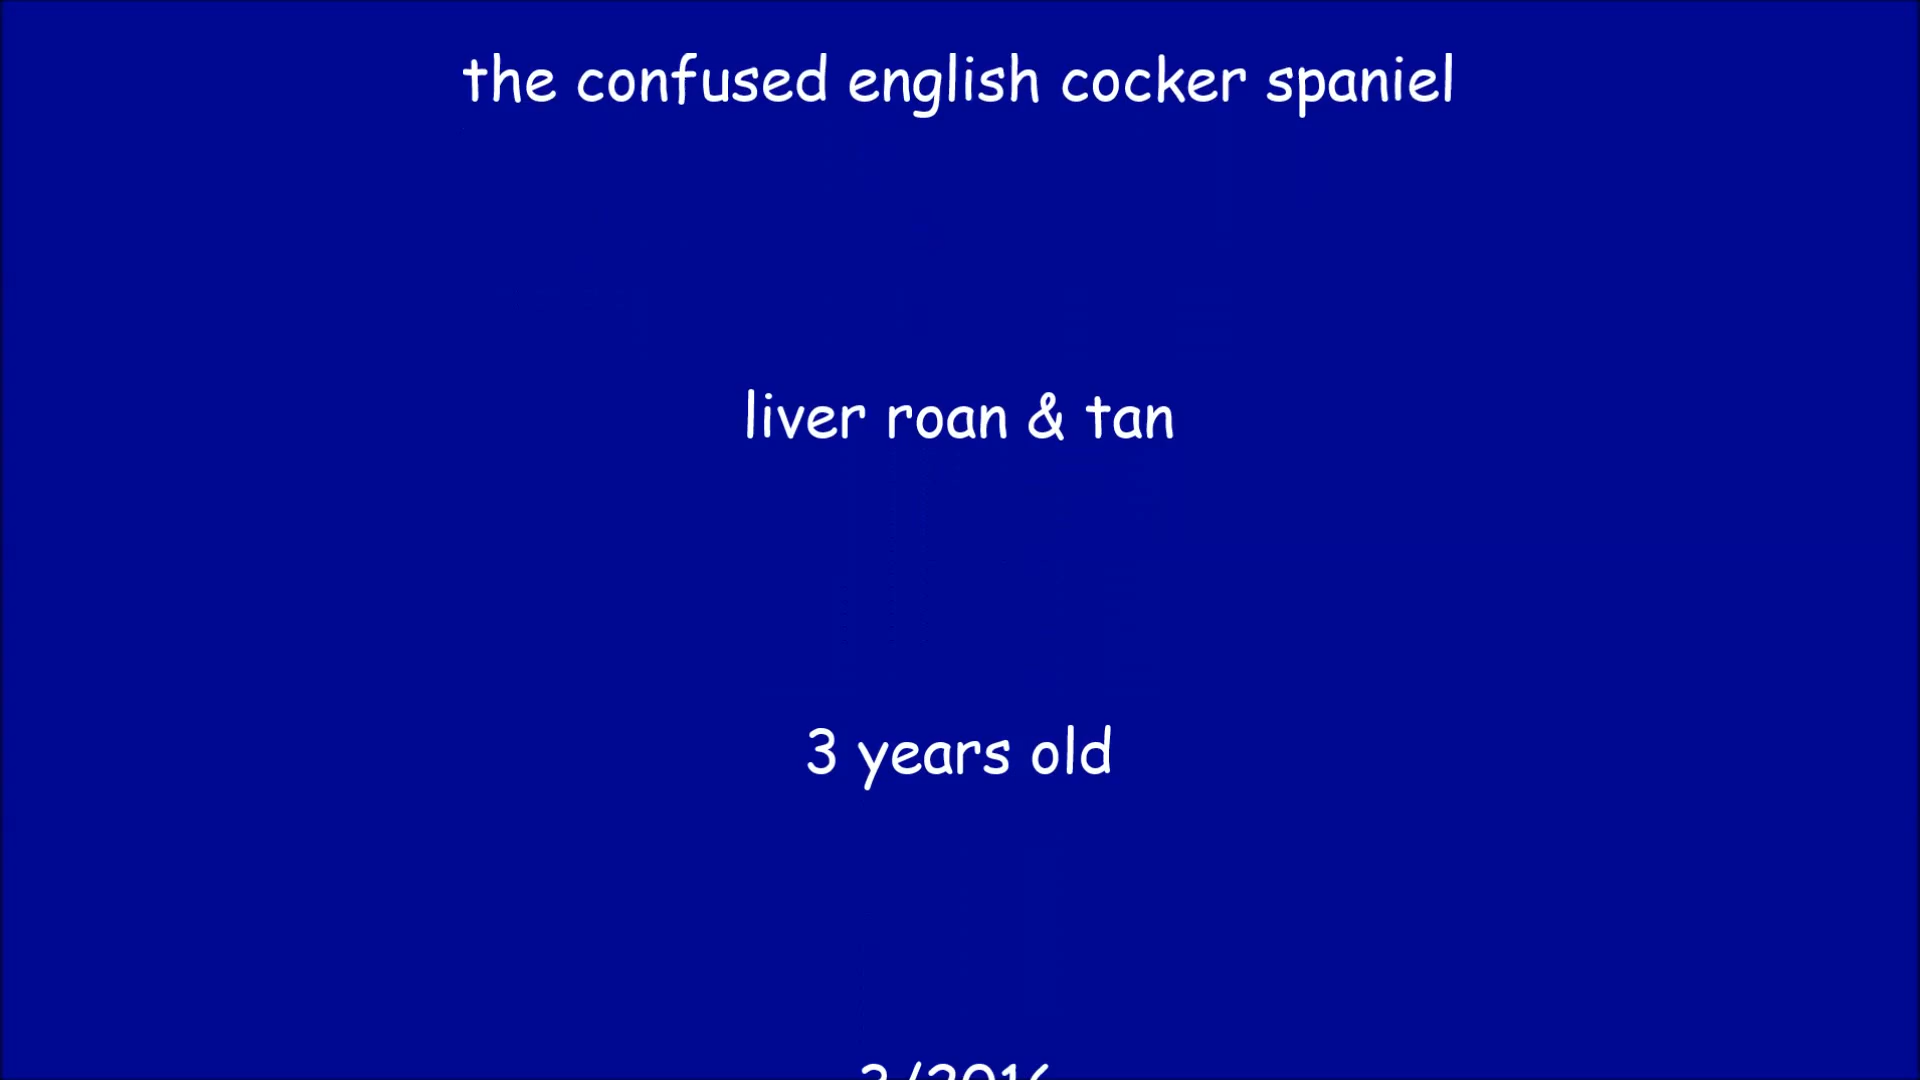 the confused english cocker spaniel
liver roan & tan
3 years old